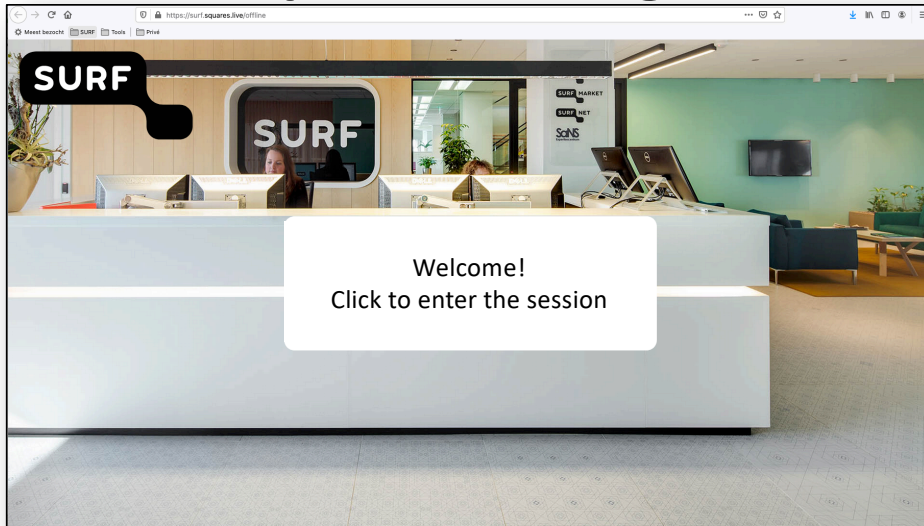 https://surf.squares.live/offline
Meest bezocht SURF Tools Privé
SURF
SURF MARKET
SURF NET
SaNS
SURF
Welcome!
Click to enter the session